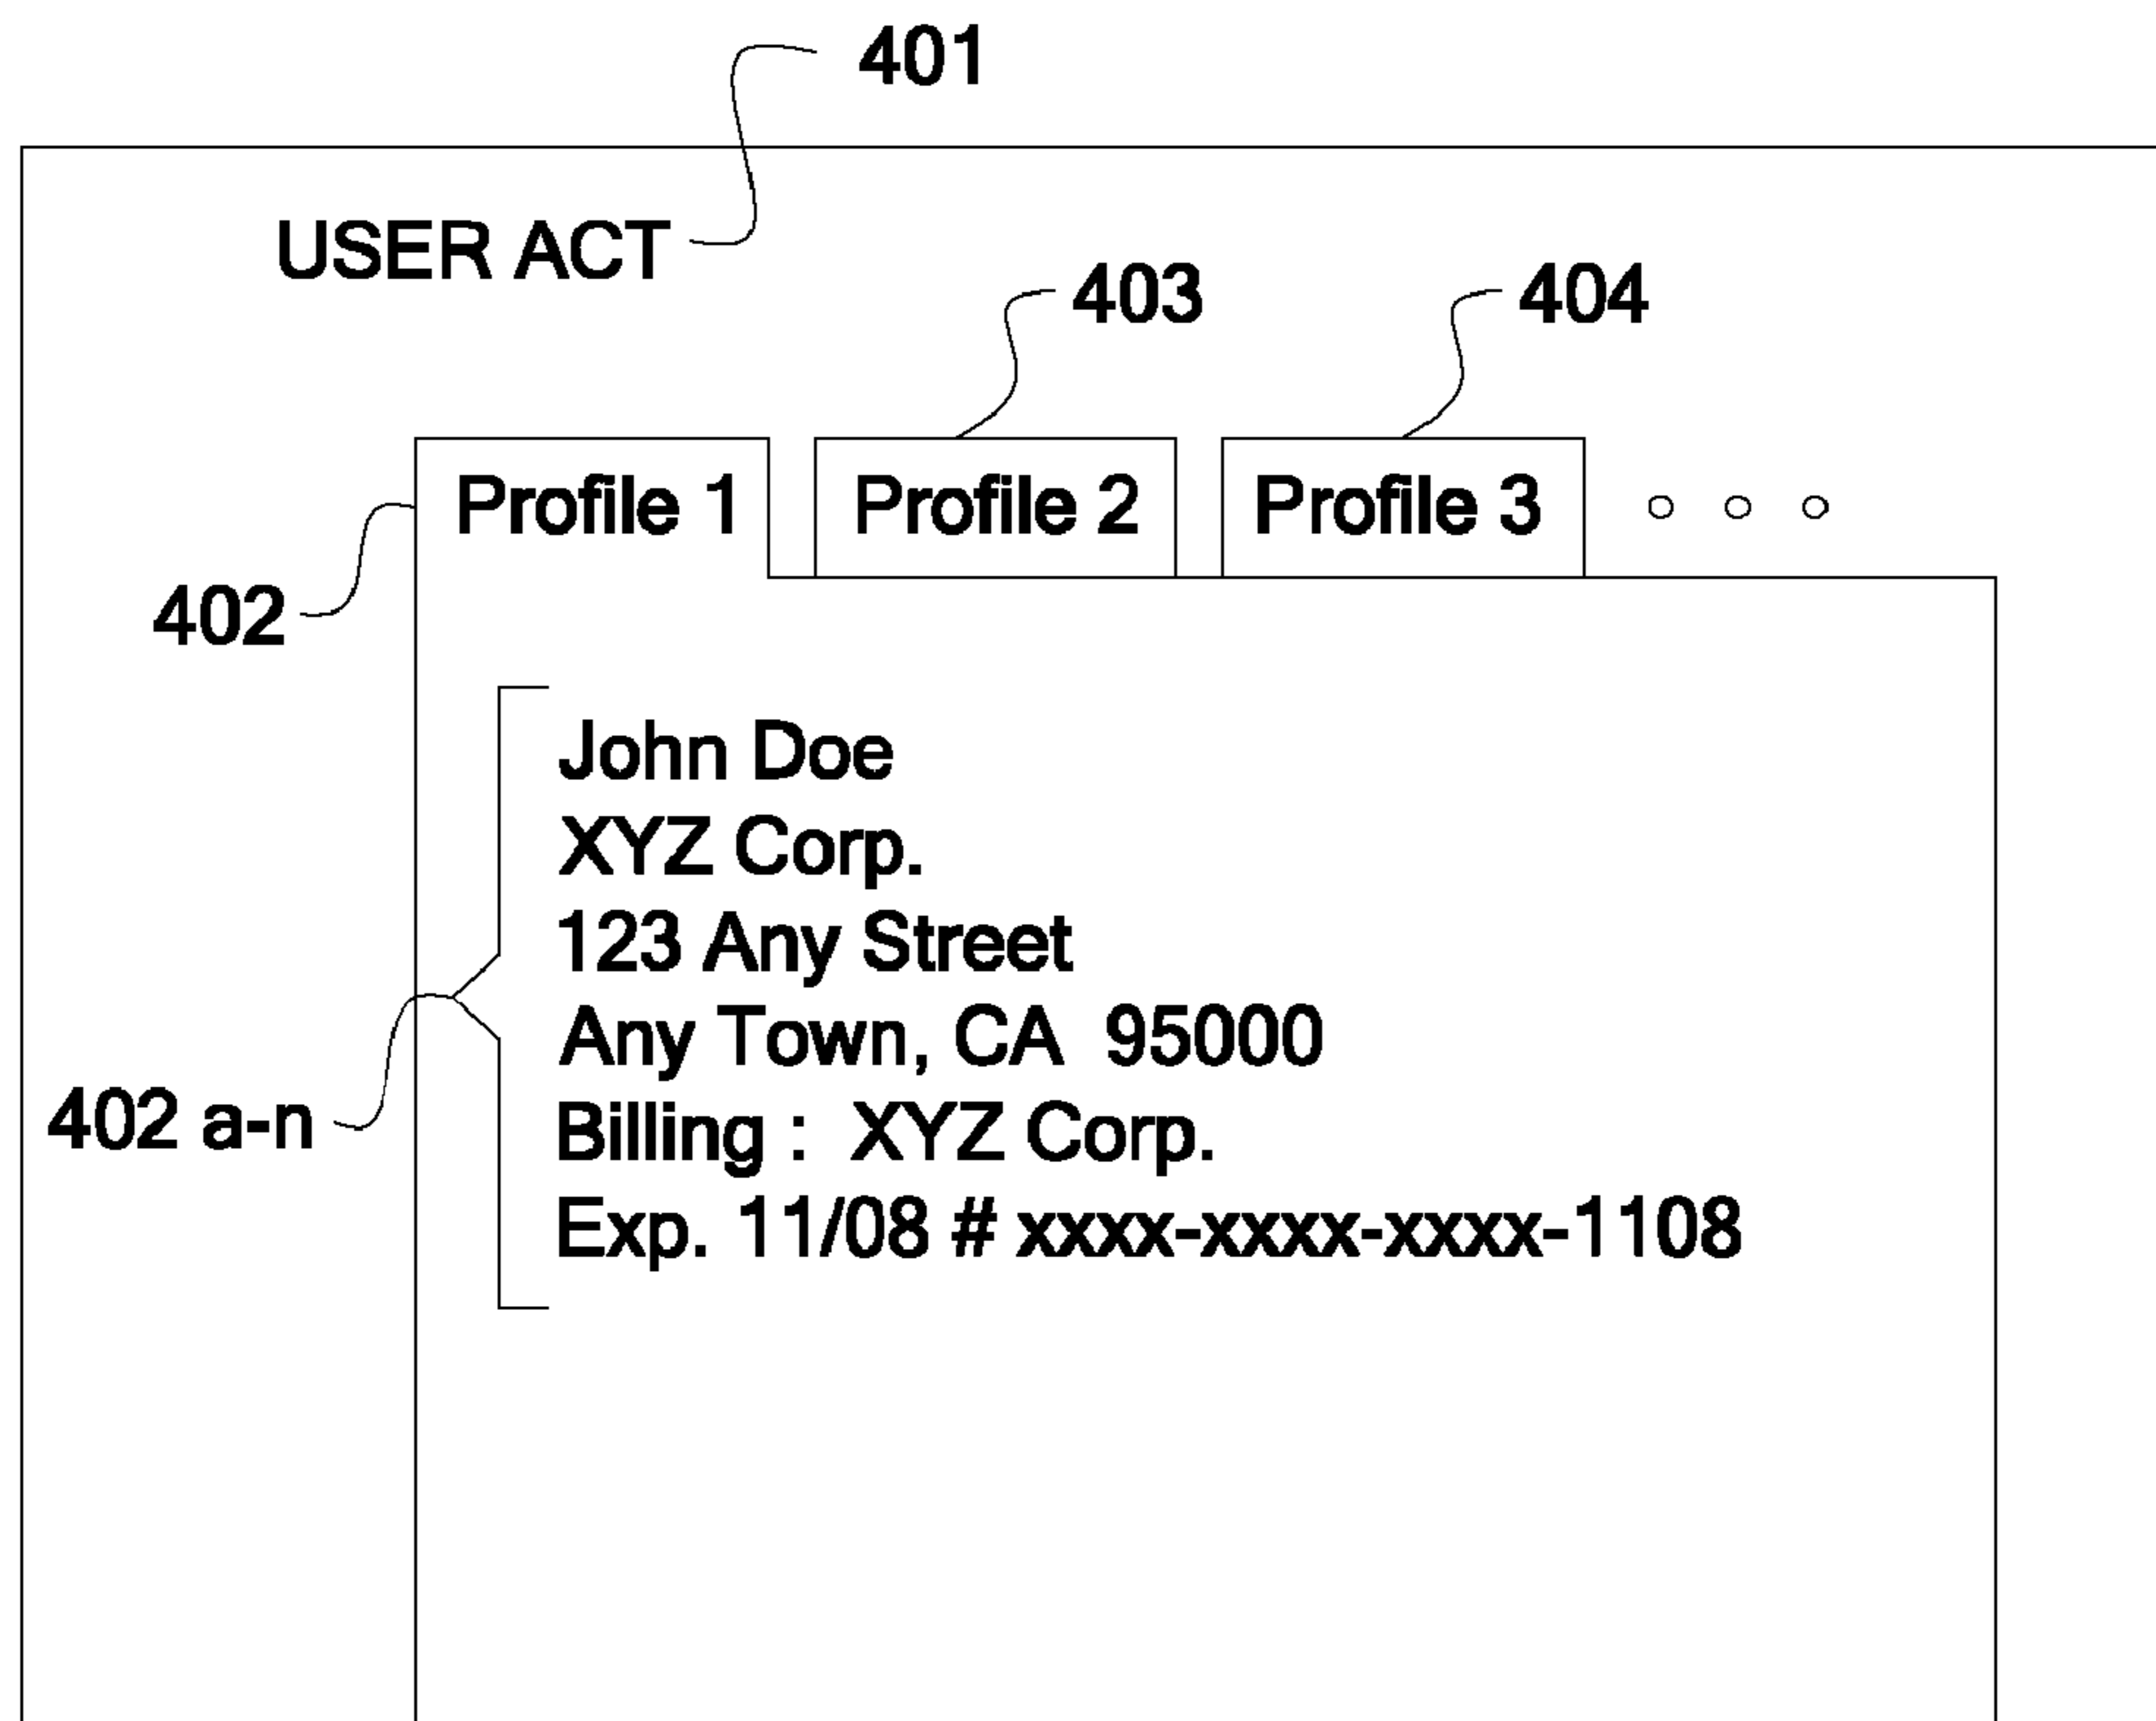 401
USER ACT
403
404
Profile 1
Profile 2
Profile 3
402
John Doe
XYZ Corp.
123 Any Street
Any Town, CA  95000
402 a-n
Billing :  XYZ Corp.
Exp.  11/08 # xxxx-xxxx-xxxx-1108